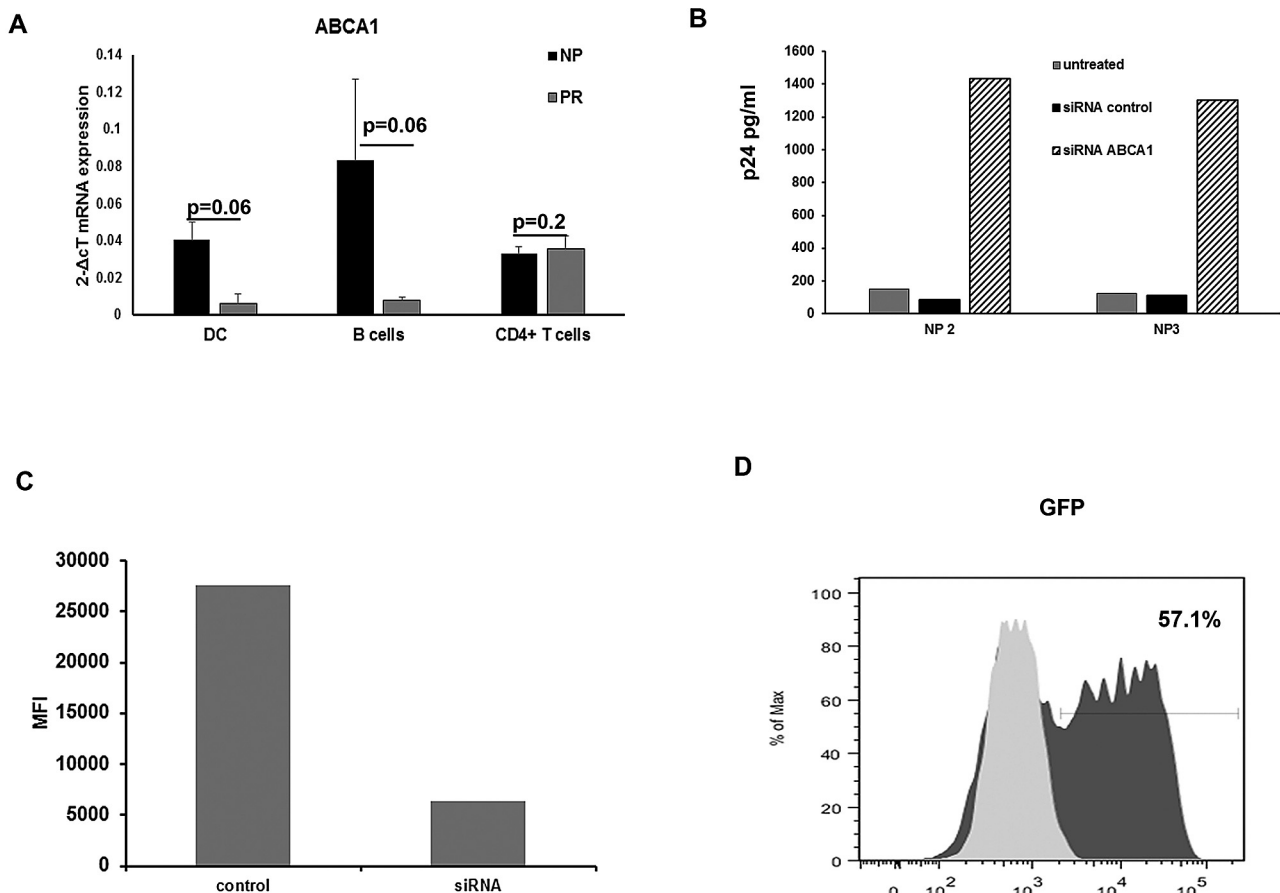 A
ABCA1
2-ΔcT mRNA expression
0.14
0.12
0.1
0.08
0.06
0.04
0.02
0
NP
PR
p=0.06
p=0.06
p=0.2
DC
B cells
CD4+ T cells
B
p24 pg/ml
1600
1400
1200
1000
800
600
400
200
0
untreated
siRNA control
siRNA ABCA1
NP 2
NP3
C
MFI
30000
25000
20000
15000
10000
5000
0
control
siRNA
D
GFP
57.1%
% of Max
100
80
60
40
20
0
0 10^2 10^3 10^4 10^5